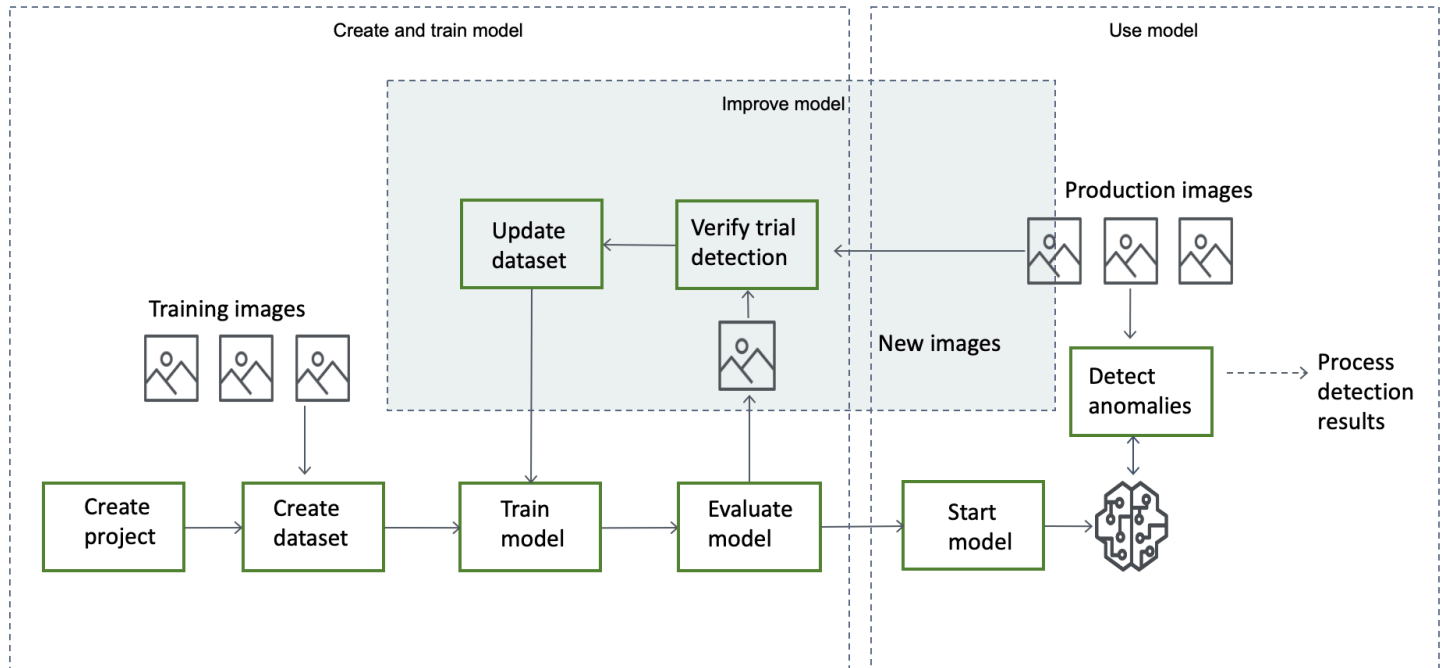 Create and train model
Use model
Improve model
Production images
Update
dataset
Verify trial
detection
Training images
New images
Detect
anomalies
Process
detection
results
Create
project
Create
dataset
Train
model
Evaluate
model
Start
model